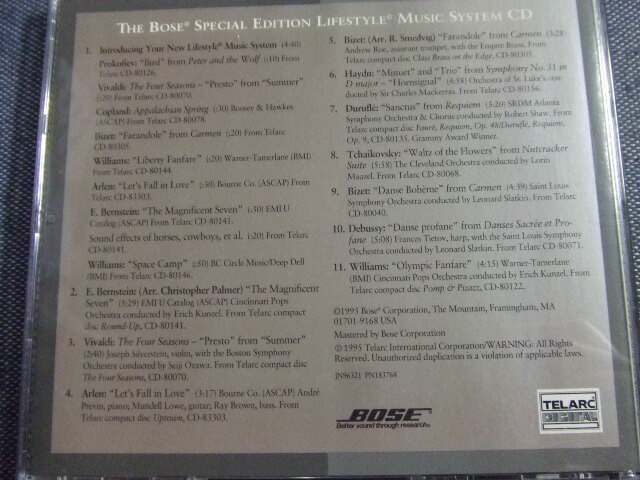 THE BOSE® SPECIAL EDITION LIFESTYLE® MUSIC SYSTEM CD
1. Introducing Your New Lifestyle® Music System (4:40)
Prokofiev: "Bird" from Peter and the Wolf (:10) From
Telarc CD-80126.
Vivaldi: The Four Seasons – "Presto" from "Summer"
(:20) From Telarc CD-80070.
Copland: Appalachian Spring (:30) Boosey & Hawkes
(ASCAP) From Telarc CD-80078.
Bizet: "Farandole" from Carmen (:20) From Telarc
CD-80305.
Williams: "Liberty Fanfare" (:20) Warner-Tamerlane (BMI)
From Telarc CD-80144.
Arlen: "Let's Fall in Love" (:30) Bourne Co. (ASCAP) From
Telarc CD-83303.
E. Bernstein: "The Magnificent Seven" (:30) EMI U
Catalog (ASCAP) From Telarc CD-80141.
Sound effects of horses, cowboys, et al. (:20) From Telarc
CD-80141.
Williams: "Space Camp" (:50) BC Circle Music/Deep Dell
(BMI) From Telarc CD-80146.
2. E. Bernstein: (Arr. Christopher Palmer) "The Magnificent
Seven" (5:29) EMI U Catalog (ASCAP) Cincinnati Pops
Orchestra conducted by Erich Kunzel. From Telarc compact
disc Round-Up, CD-80141.
3. Vivaldi: The Four Seasons – "Presto" from "Summer"
(2:40) Joseph Silverstein, violin, with the Boston Symphony
Orchestra conducted by Seiji Ozawa. From Telarc compact disc
The Four Seasons, CD-80070.
4. Arlen: "Let's Fall in Love" (3:17) Bourne Co. (ASCAP) André
Previn, piano; Mundell Lowe, guitar; Ray Brown, bass. From
Telarc compact disc Uptown, CD-83303.
5. Bizet: (Arr. R. Smedvig) "Farandole" from Carmen (3:28)
Andrew Roe, assistant trumpet, with the Empire Brass. From
Telarc compact disc Class Brass on the Edge, CD-80305.
6. Haydn: "Minuet" and "Trio" from Symphony No. 31 in
D major – "Hornsignal" (4:58) Orchestra of St. Luke's con-
ducted by Sir Charles Mackerras. From Telarc CD-80156.
7. Duruflé: "Sanctus" from Requiem (3:20) SRDM Atlanta
Symphony Orchestra & Chorus conducted by Robert Shaw. From
Telarc compact disc Fauré, Requiem, Op. 48/Duruflé, Requiem,
Op. 9, CD-80135. Grammy Award Winner.
8. Tchaikovsky: "Waltz of the Flowers" from Nutcracker
Suite (5:38) The Cleveland Orchestra conducted by Lorin
Maazel. From Telarc CD-80068.
9. Bizet: "Danse Bohème" from Carmen (4:39) Saint Louis
Symphony Orchestra conducted by Leonard Slatkin. From Telarc
CD-80040.
10. Debussy: "Danse profane" from Danses Sacrée et Pro-
fane (5:08) Frances Tietov, harp, with the Saint Louis Symphony
Orchestra conducted by Leonard Slatkin. From Telarc CD-80071.
11. Williams: "Olympic Fanfare" (4:15) Warner-Tamerlane
(BMI) Cincinnati Pops Orchestra conducted by Erich Kunzel. From
Telarc compact disc Pomp & Pizazz, CD-80122.
©1995 Bose® Corporation, The Mountain, Framingham, MA
01701-9168 USA
Mastered by Bose Corporation
℗ 1995 Telarc International Corporation/WARNING: All Rights
Reserved. Unauthorized duplication is a violation of applicable laws.
JN96321 PN183768
BOSE®
Better sound through research®
TELARC
DIGITAL